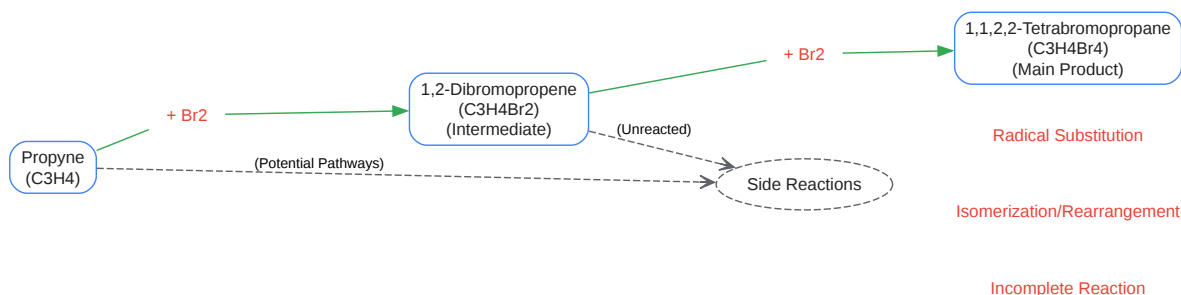 1,1,2,2-Tetrabromopropane
(C3H4Br4)
(Main Product)
+ Br2
1,2-Dibromopropene
(C3H4Br2)
(Intermediate)
+ Br2
(Unreacted)
Radical Substitution
Propyne
(C3H4)
(Potential Pathways)
Side Reactions
Isomerization/Rearrangement
Incomplete Reaction